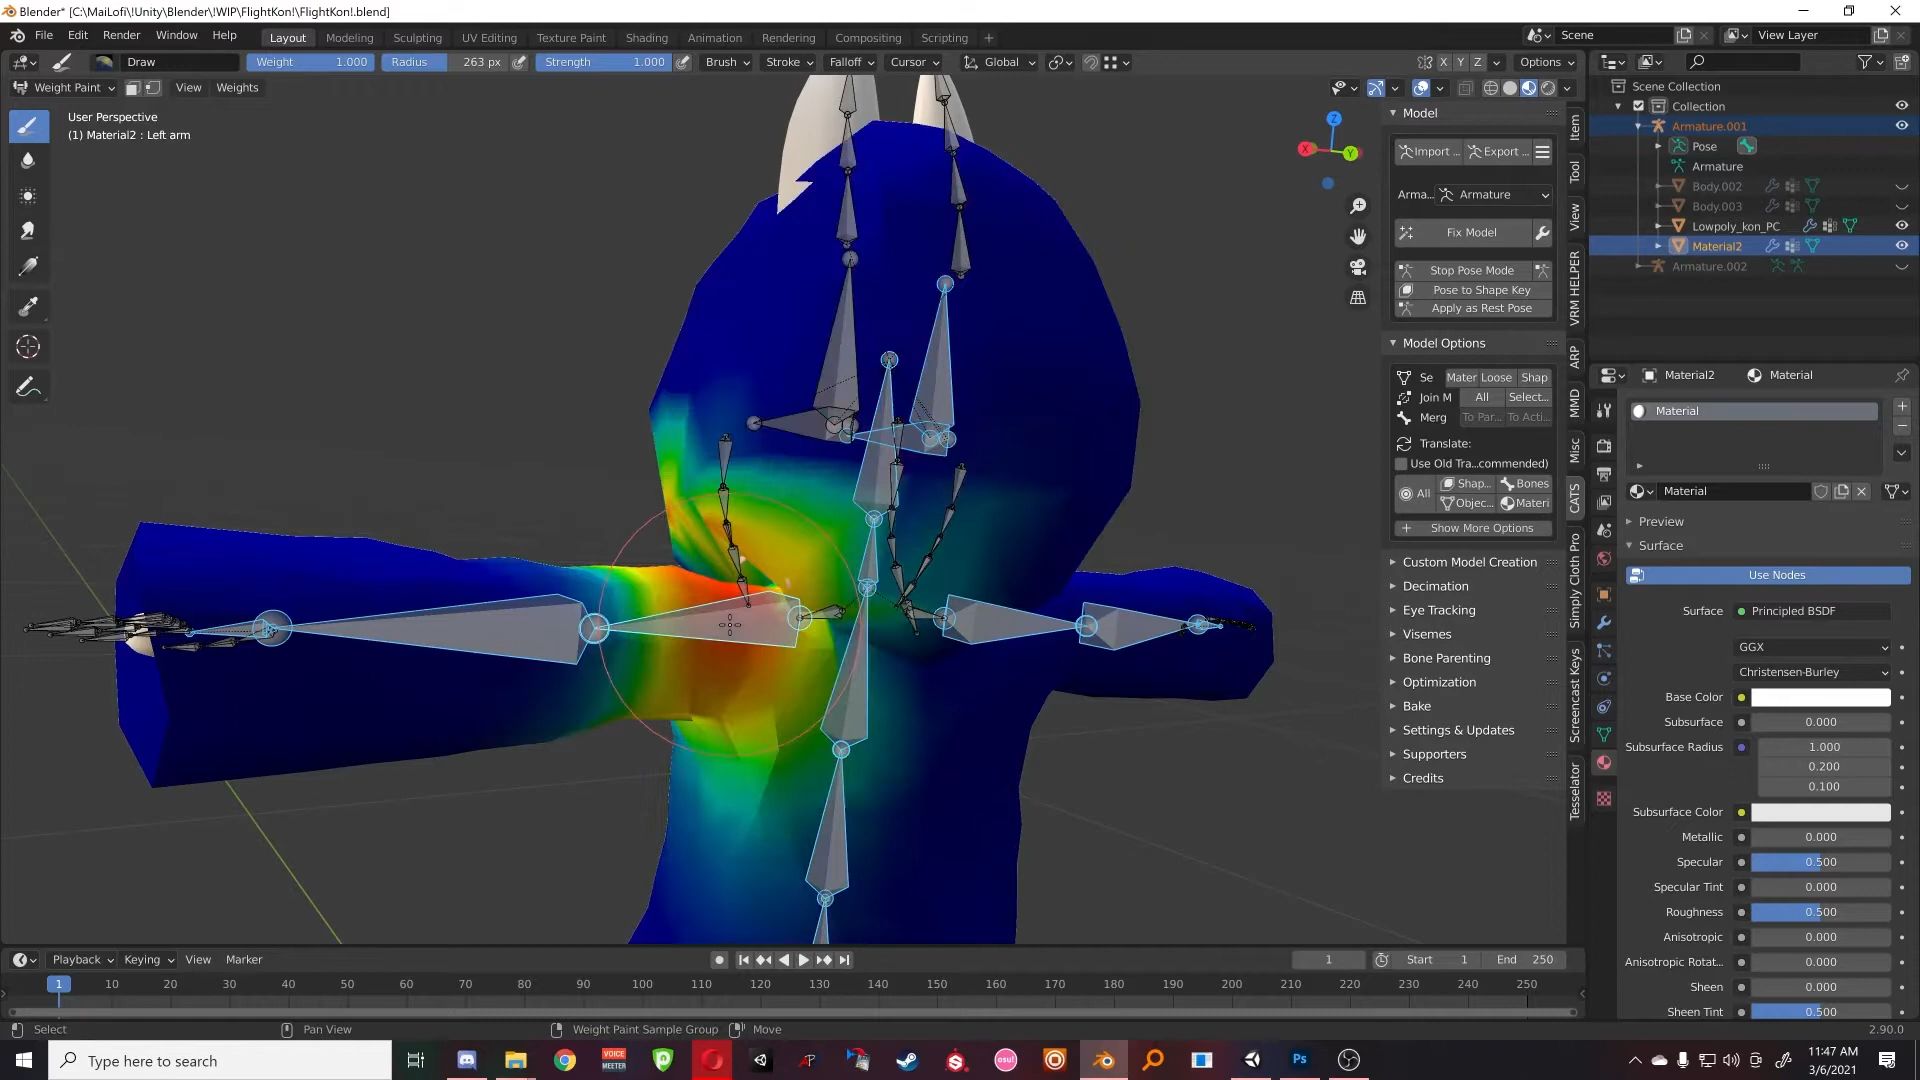 Blender* [C:\MaiLofi\!Unity\Blender\!WIP\FlightKon!\FlightKon!.blend]
File Edit Render Window Help
Layout Modeling Sculpting UV Editing Texture Paint Shading Animation Rendering Compositing Scripting +
Scene
View Layer
Draw
Weight 1.000
Radius 263 px
Strength 1.000
Brush Stroke Falloff Cursor
Global
X Y Z
Options
Weight Paint View Weights
User Perspective
(1) Material2 : Left arm
Z
X Y
Model
Import ... Export ...
Arma... Armature
Fix Model
Stop Pose Mode
Pose to Shape Key
Apply as Rest Pose
Model Options
Se Mater Loose Shap
Join M All Select...
Merg To Par... To Acti...
Translate:
Use Old Tra...commended)
All Shap... Bones
Objec... Materi
Show More Options
Custom Model Creation
Decimation
Eye Tracking
Visemes
Bone Parenting
Optimization
Bake
Settings & Updates
Supporters
Credits
Item
Tool
View
VRM HELPER
ARP
MMD
Misc
CATS
Simply Cloth Pro
Screencast Keys
Tesselator
Scene Collection
Collection
Armature.001
Pose
Armature
Body.002
Body.003
Lowpoly_kon_PC
Material2
Armature.002
Material2 Material
Material
Material
Preview
Surface
Use Nodes
Surface Principled BSDF
GGX
Christensen-Burley
Base Color
Subsurface 0.000
Subsurface Radius 1.000
0.200
0.100
Subsurface Color
Metallic 0.000
Specular 0.500
Specular Tint 0.000
Roughness 0.500
Anisotropic 0.000
Anisotropic Rotat... 0.000
Sheen 0.000
Sheen Tint 0.500
Playback Keying View Marker
1 Start 1 End 250
1 10 20 30 40 50 60 70 80 90 100 110 120 130 140 150 160 170 180 190 200 210 220 230 240 250
Select Pan View Weight Paint Sample Group Move 2.90.0
Type here to search
VOICE MEETER
osu!
Ps
11:47 AM
3/6/2021